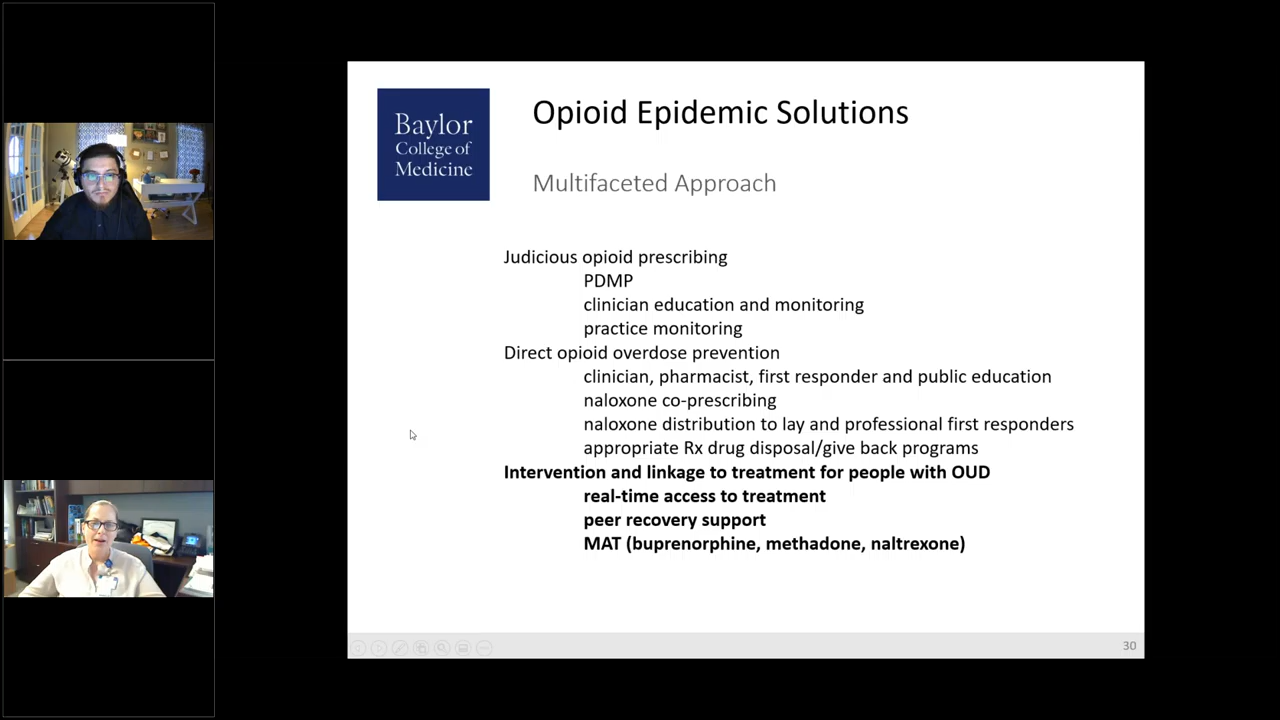 Baylor
College of
Medicine
Opioid Epidemic Solutions
Multifaceted Approach
Judicious opioid prescribing
PDMP
clinician education and monitoring
practice monitoring
Direct opioid overdose prevention
clinician, pharmacist, first responder and public education
naloxone co-prescribing
naloxone distribution to lay and professional first responders
appropriate Rx drug disposal/give back programs
Intervention and linkage to treatment for people with OUD
real-time access to treatment
peer recovery support
MAT (buprenorphine, methadone, naltrexone)
30